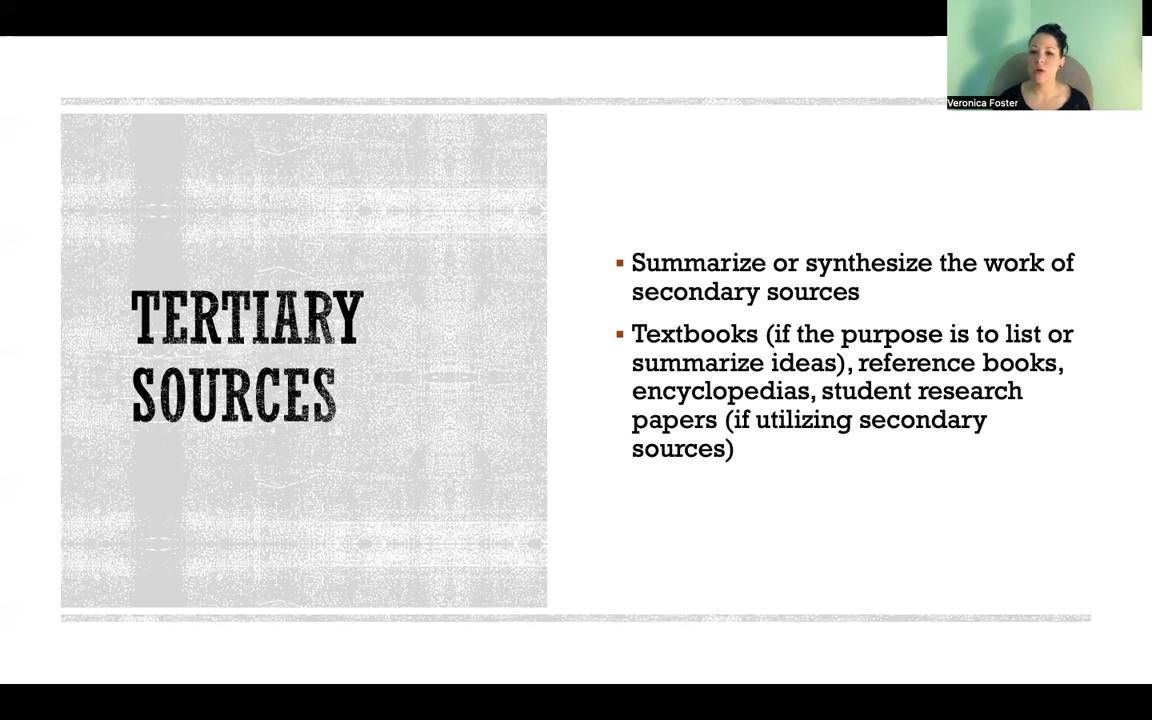 Veronica Foster
TERTIARY
SOURCES
▪ Summarize or synthesize the work of
secondary sources
▪ Textbooks (if the purpose is to list or
summarize ideas), reference books,
encyclopedias, student research
papers (if utilizing secondary
sources)